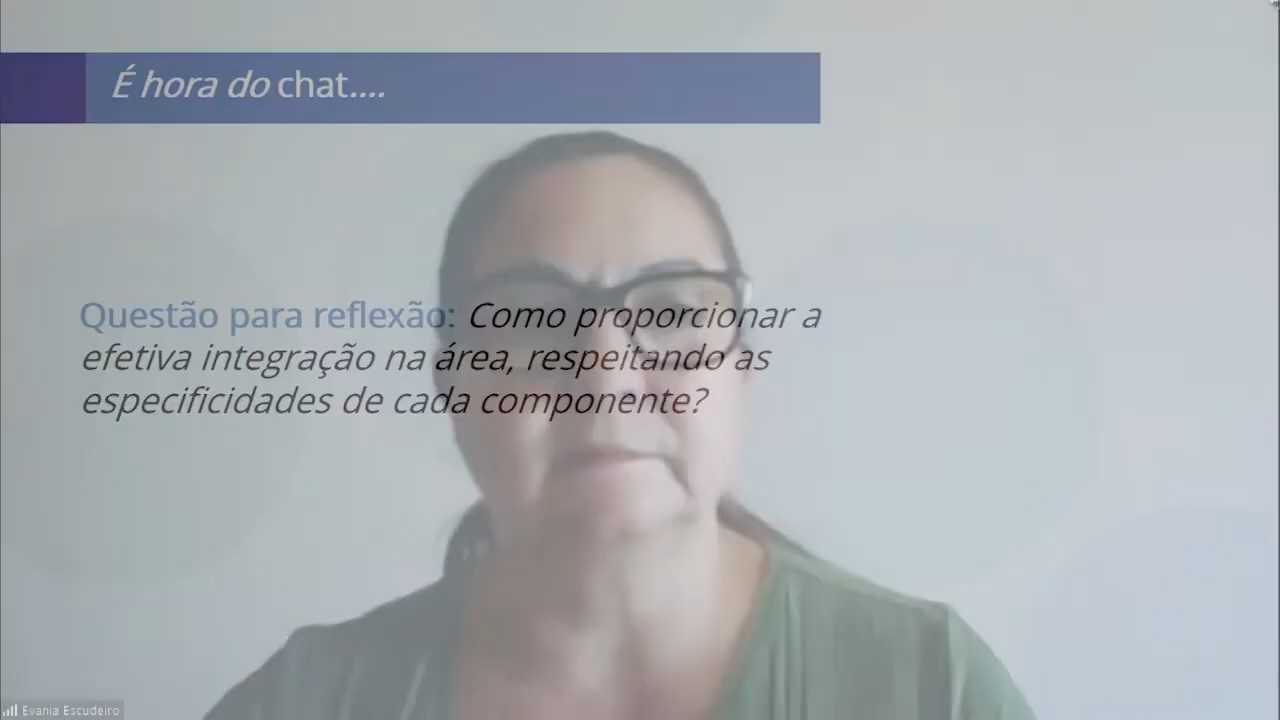 É hora do chat....
Questão para reflexão: Como proporcionar a
efetiva integração na área, respeitando as
especificidades de cada componente?
Evania Escudeiro